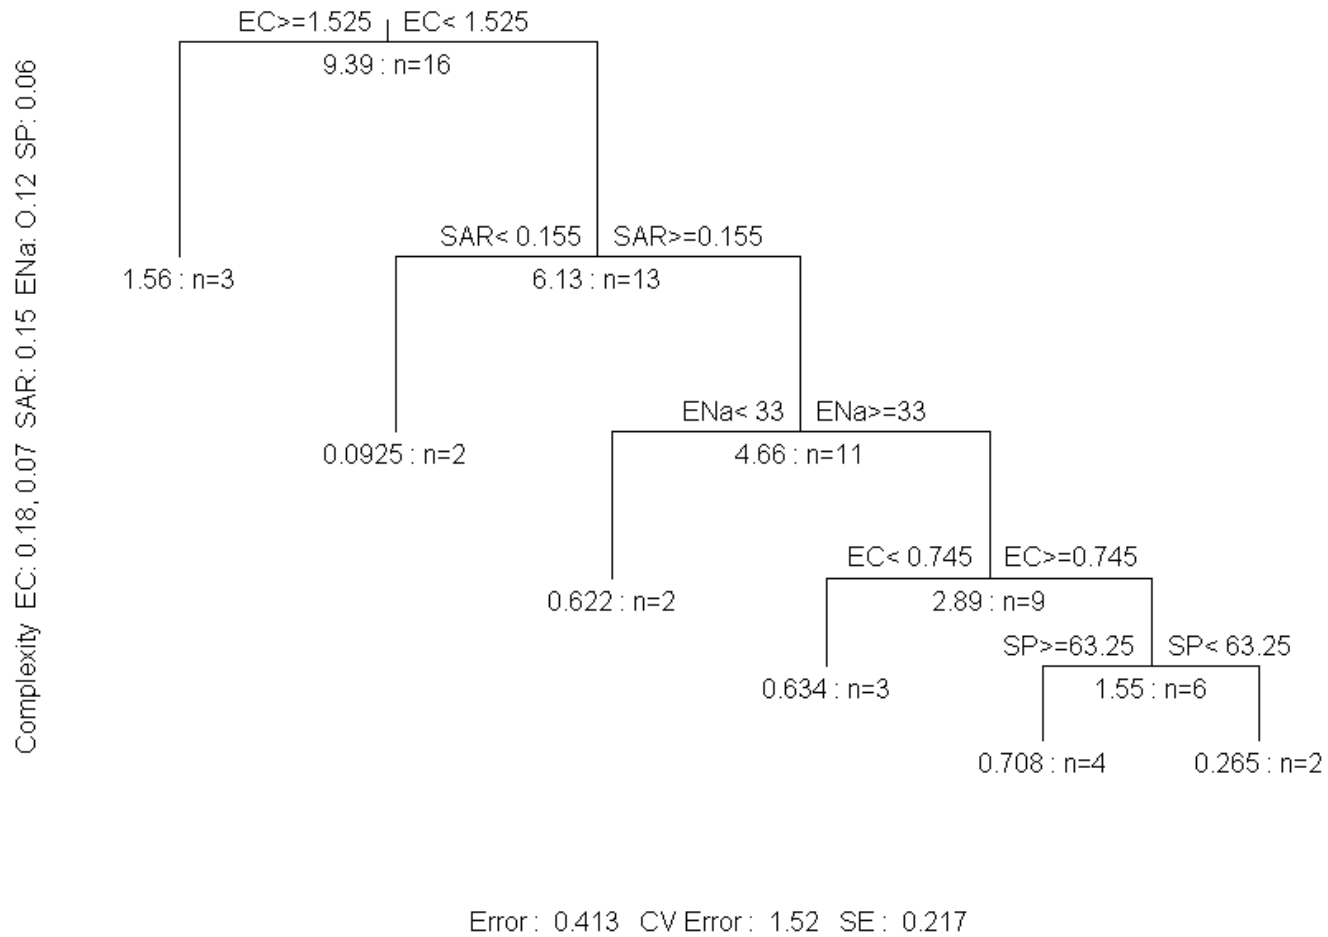 EC>=1.525 EC< 1.525
9.39 : n=16
Complexity EC: 0.18, 0.07 SAR: 0.15 ENa: O.12 SP: 0.06
SAR< 0.155 SAR>=0.155
1.56 : n=3 6.13 : n=13
ENa< 33 ENa>=33
0.0925 : n=2 4.66 : n=11
EC< 0.745 EC>=0.745
0.622 : n=2 2.89 : n=9
SP>=63.25 SP< 63.25
0.634 : n=3 1.55 : n=6
0.708 : n=4 0.265 : n=2
Error : 0.413 CV Error : 1.52 SE : 0.217